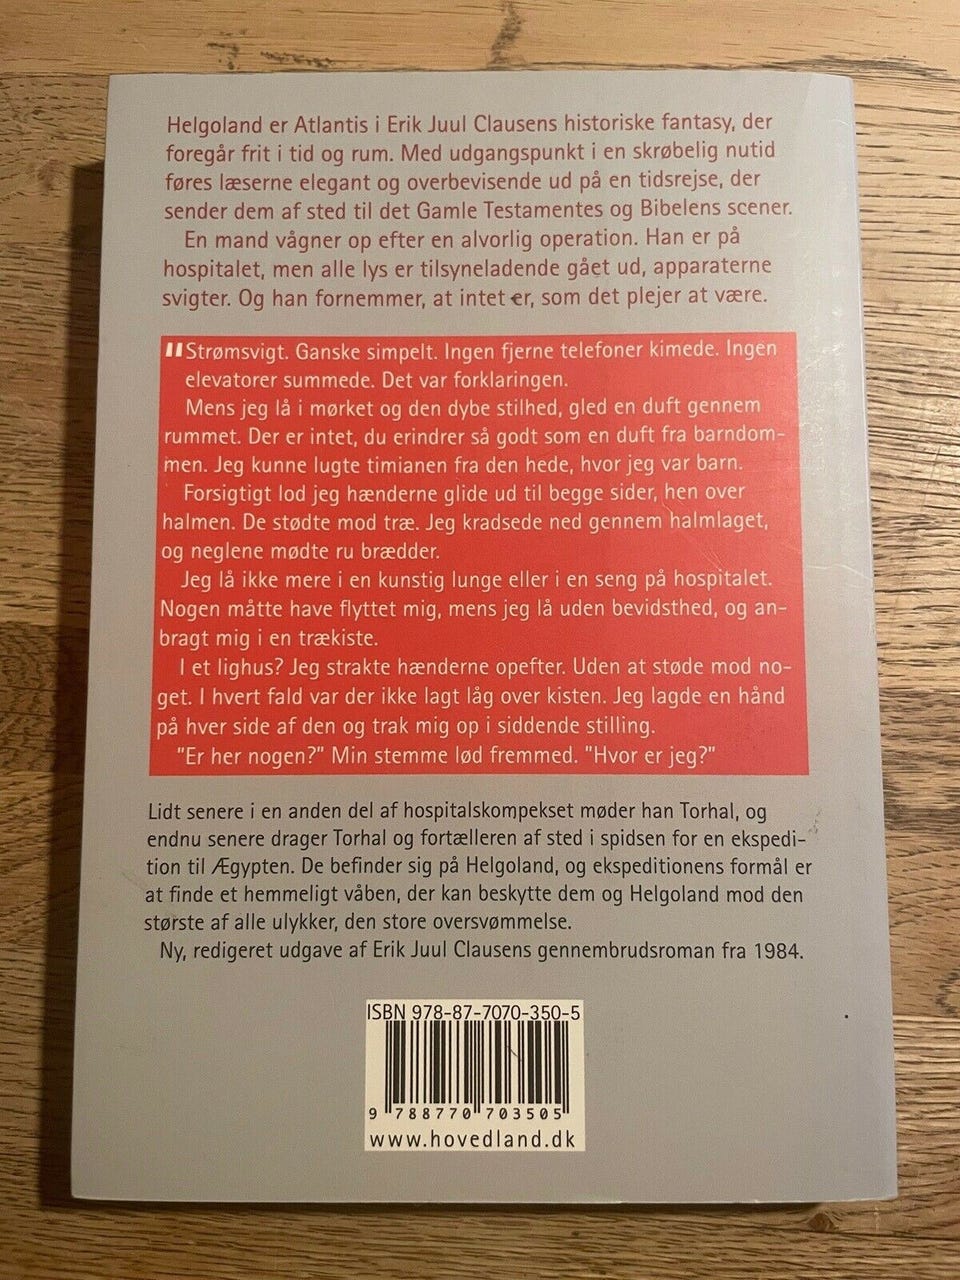 Helgoland er Atlantis i Erik Juul Clausens historiske fantasy, der
foregår frit i tid og rum. Med udgangspunkt i en skrøbelig nutid
føres læserne elegant og overbevisende ud på en tidsrejse, der
sender dem af sted til det Gamle Testamentes og Bibelens scener.
En mand vågner op efter en alvorlig operation. Han er på
hospitalet, men alle lys er tilsyneladende gået ud, apparaterne
svigter. Og han fornemmer, at intet er, som det plejer at være.
"Strømsvigt. Ganske simpelt. Ingen fjerne telefoner kimede. Ingen
elevatorer summede. Det var forklaringen.
Mens jeg lå i mørket og den dybe stilhed, gled en duft gennem
rummet. Der er intet, du erindrer så godt som en duft fra barndom-
men. Jeg kunne lugte timianen fra den hede, hvor jeg var barn.
Forsigtigt lod jeg hænderne glide ud til begge sider, hen over
halmen. De stødte mod træ. Jeg kradsede ned gennem halmlaget,
og neglene mødte ru brædder.
Jeg lå ikke mere i en kunstig lunge eller i en seng på hospitalet.
Nogen måtte have flyttet mig, mens jeg lå uden bevidsthed, og an-
bragt mig i en trækiste.
I et lighus? Jeg strakte hænderne opefter. Uden at støde mod no-
get. I hvert fald var der ikke lagt låg over kisten. Jeg lagde en hånd
på hver side af den og trak mig op i siddende stilling.
"Er her nogen?" Min stemme lød fremmed. "Hvor er jeg?"
Lidt senere i en anden del af hospitalskompekset møder han Torhal, og
endnu senere drager Torhal og fortælleren af sted i spidsen for en ekspedi-
tion til Ægypten. De befinder sig på Helgoland, og ekspeditionens formål er
at finde et hemmeligt våben, der kan beskytte dem og Helgoland mod den
største af alle ulykker, den store oversvømmelse.
Ny, redigeret udgave af Erik Juul Clausens gennembrudsroman fra 1984.
ISBN 978-87-7070-350-5
9 788770 703505
www.hovedland.dk